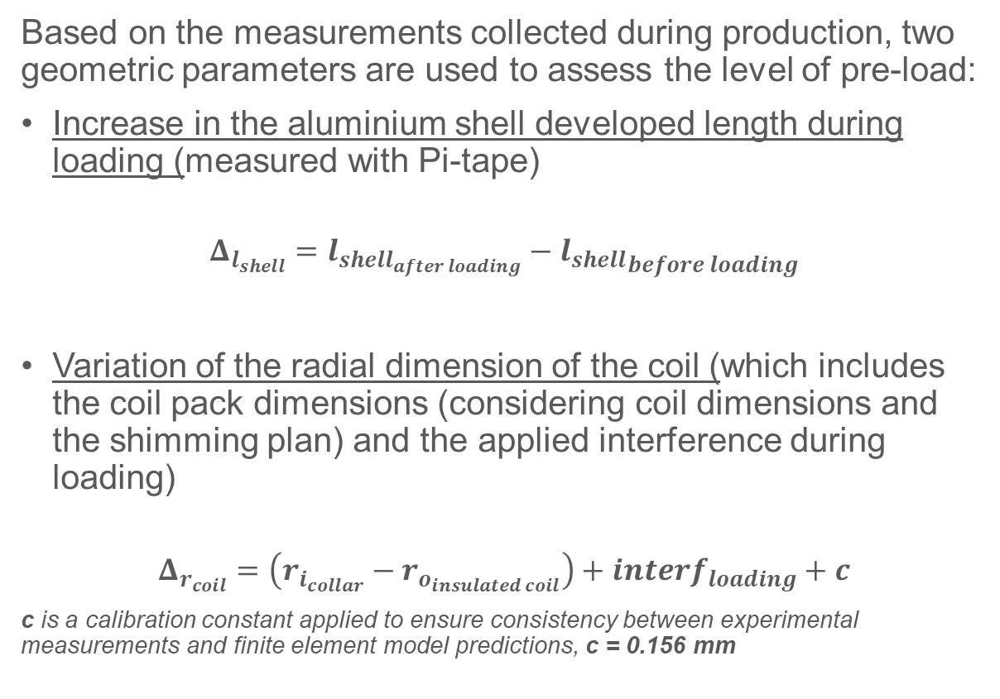 Based on the measurements collected during production, two
geometric parameters are used to assess the level of pre-load:
• Increase in the aluminium shell developed length during
loading (measured with Pi-tape)
Δ_{l_{shell}} = l_{shell_{after loading}} − l_{shell_{before loading}}
• Variation of the radial dimension of the coil (which includes
the coil pack dimensions (considering coil dimensions and
the shimming plan) and the applied interference during
loading)
Δ_{r_{coil}} = (r_{i_{collar}} − r_{o_{insulated coil}}) + interf_{loading} + c
c is a calibration constant applied to ensure consistency between experimental
measurements and finite element model predictions, c = 0.156 mm